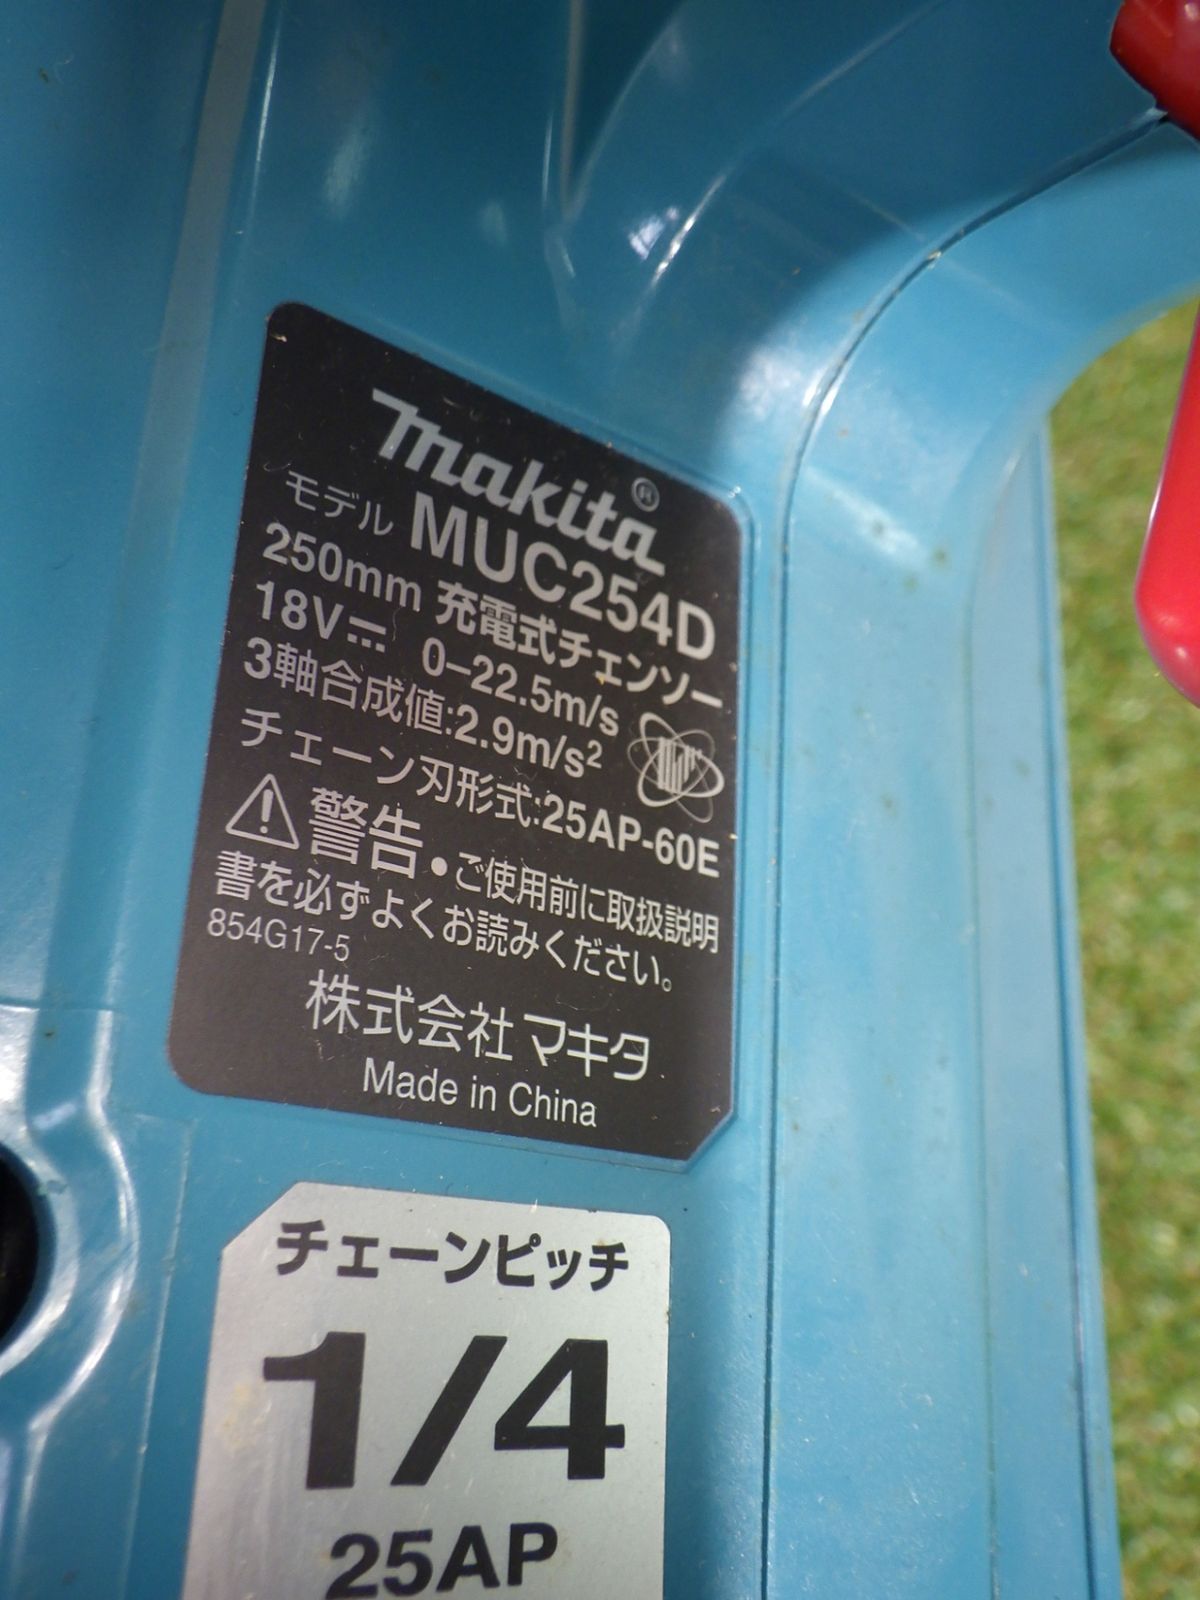 makita®
モデル MUC254D
250mm 充電式チェンソー
18V⎓ 0–22.5m/s
3軸合成値:2.9m/s²
チェーン刃形式:25AP-60E
⚠警告・ご使用前に取扱説明
書を必ずよくお読みください。
854G17-5
株式会社マキタ
Made in China
チェーンピッチ
1/4
25AP